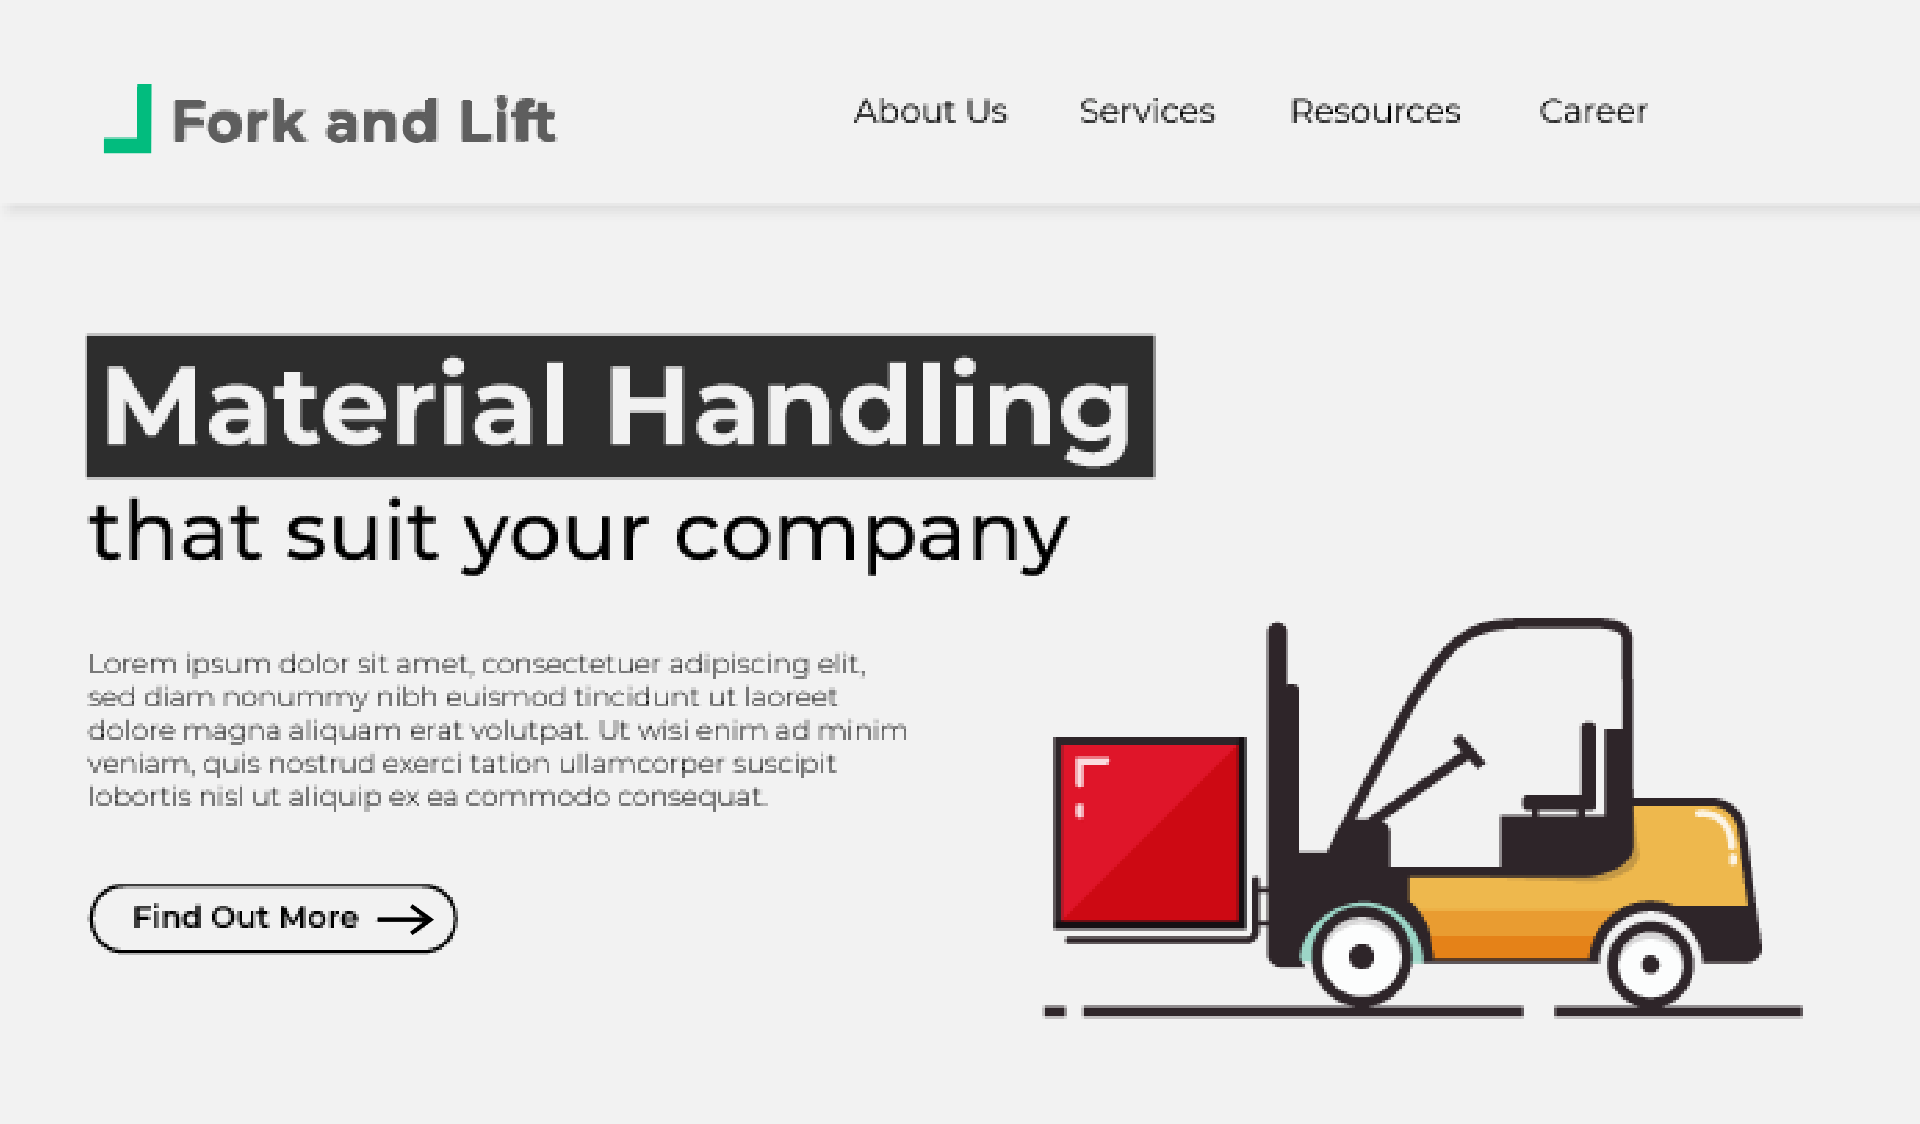 Fork and Lift
About Us Services Resources Career
Material Handling
that suit your company
Lorem ipsum dolor sit amet, consectetuer adipiscing elit,
sed diam nonummy nibh euismod tincidunt ut laoreet
dolore magna aliquam erat volutpat. Ut wisi enim ad minim
veniam, quis nostrud exerci tation ullamcorper suscipit
lobortis nisl ut aliquip ex ea commodo consequat.
Find Out More